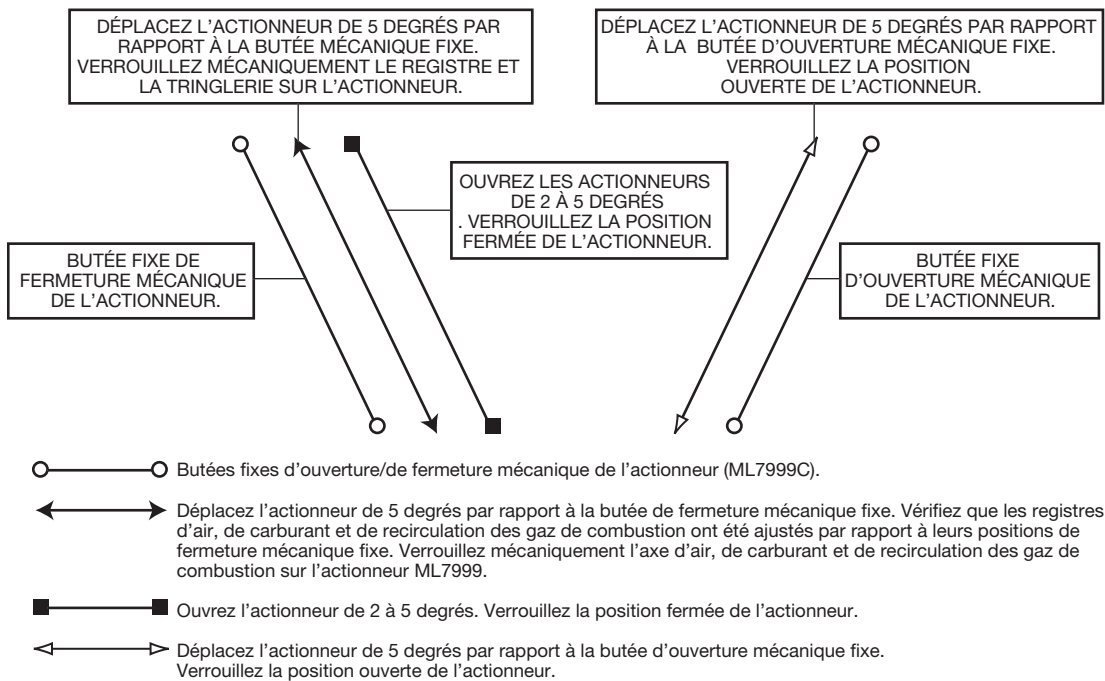 DÉPLACEZ L'ACTIONNEUR DE 5 DEGRÉS PAR
RAPPORT À LA BUTÉE MÉCANIQUE FIXE.
VERROUILLEZ MÉCANIQUEMENT LE REGISTRE ET
LA TRINGLERIE SUR L'ACTIONNEUR.
DÉPLACEZ L'ACTIONNEUR DE 5 DEGRÉS PAR RAPPORT
À LA BUTÉE D'OUVERTURE MÉCANIQUE FIXE.
VERROUILLEZ LA POSITION
OUVERTE DE L'ACTIONNEUR.
OUVREZ LES ACTIONNEURS
DE 2 À 5 DEGRÉS
. VERROUILLEZ LA POSITION
FERMÉE DE L'ACTIONNEUR.
BUTÉE FIXE DE
FERMETURE MÉCANIQUE
DE L'ACTIONNEUR.
BUTÉE FIXE
D'OUVERTURE MÉCANIQUE
DE L'ACTIONNEUR.
Butées fixes d'ouverture/de fermeture mécanique de l'actionneur (ML7999C).
Déplacez l'actionneur de 5 degrés par rapport à la butée de fermeture mécanique fixe. Vérifiez que les registres
d'air, de carburant et de recirculation des gaz de combustion ont été ajustés par rapport à leurs positions de
fermeture mécanique fixe. Verrouillez mécaniquement l'axe d'air, de carburant et de recirculation des gaz de
combustion sur l'actionneur ML7999.
Ouvrez l'actionneur de 2 à 5 degrés. Verrouillez la position fermée de l'actionneur.
Déplacez l'actionneur de 5 degrés par rapport à la butée d'ouverture mécanique fixe.
Verrouillez la position ouverte de l'actionneur.